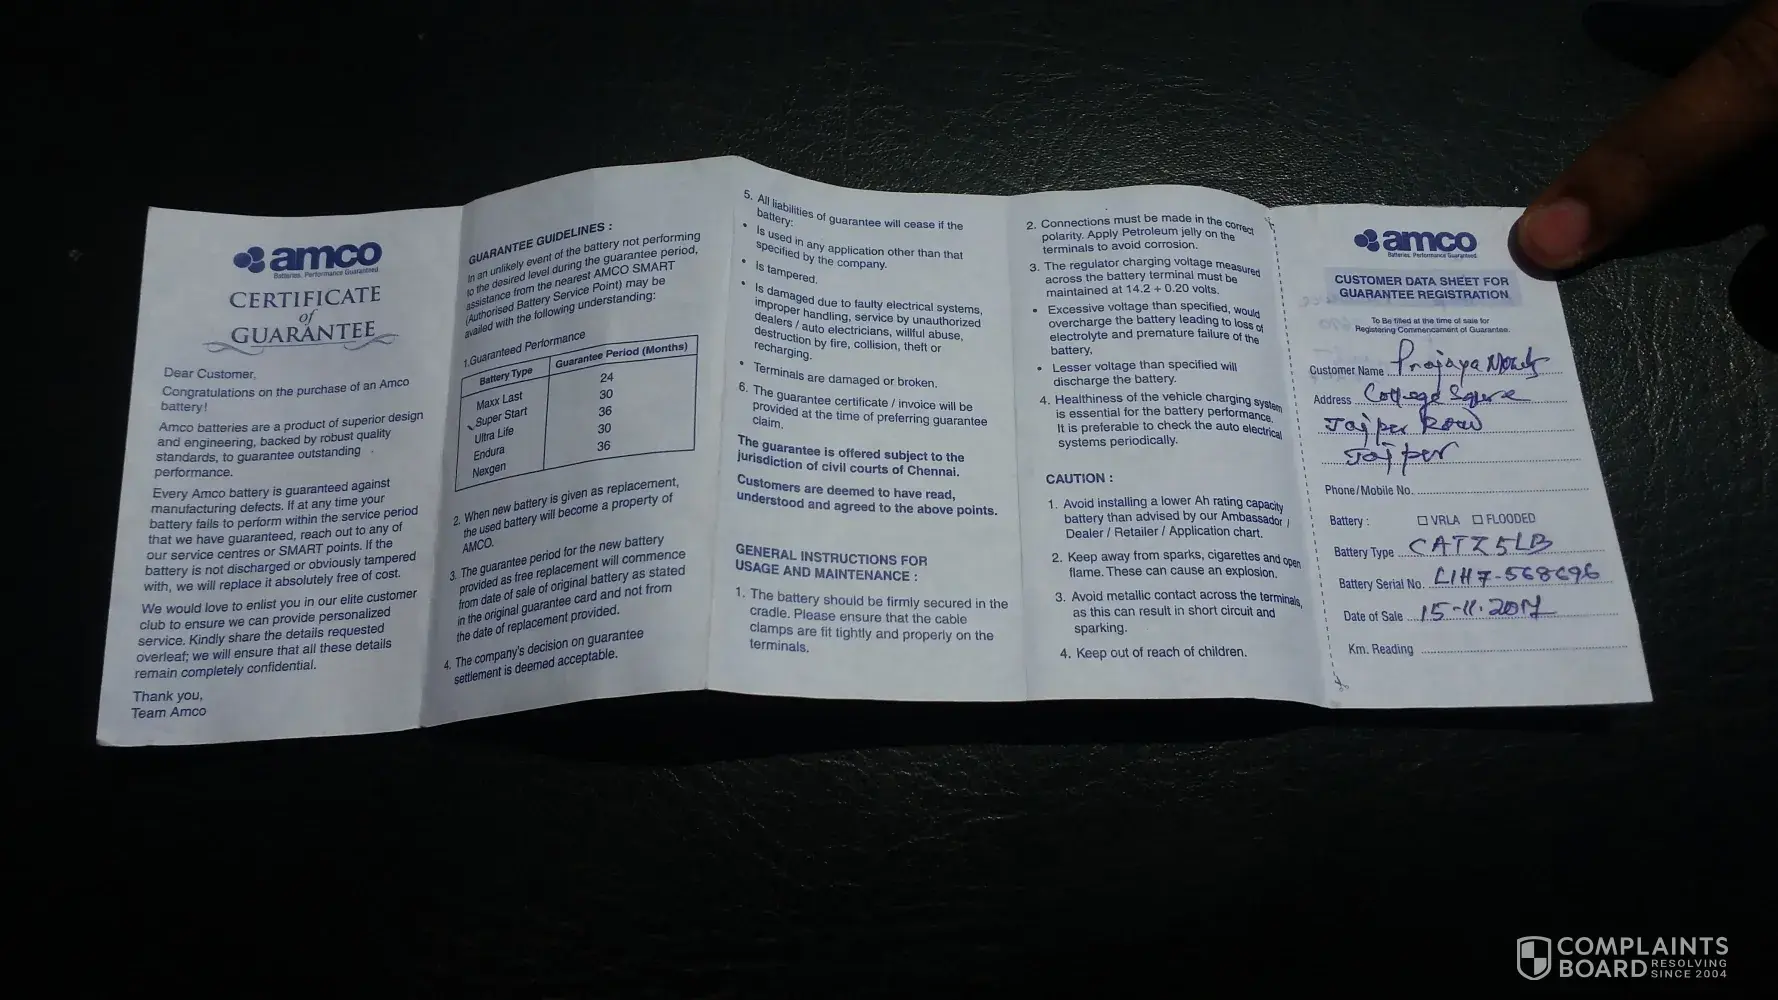 amco
Batteries. Performance Guaranteed.
CERTIFICATE
of
GUARANTEE
Dear Customer,
Congratulations on the purchase of an Amco
battery!
Amco batteries are a product of superior design
and engineering, backed by robust quality
standards, to guarantee outstanding
performance.
Every Amco battery is guaranteed against
manufacturing defects. If at any time your
battery fails to perform within the service period
that we have guaranteed, reach out to any of
our service centres or SMART points. If the
battery is not discharged or obviously tampered
with, we will replace it absolutely free of cost.
We would love to enlist you in our elite customer
club to ensure we can provide personalized
service. Kindly share the details requested
overleaf; we will ensure that all these details
remain completely confidential.
Thank you,
Team Amco
GUARANTEE GUIDELINES :
In an unlikely event of the battery not performing
to the desired level during the guarantee period,
assistance from the nearest AMCO SMART
(Authorised Battery Service Point) may be
availed with the following understanding:
1.Guaranteed Performance
Battery Type Guarantee Period (Months)
Maxx Last 24
Super Start 30
Ultra Life 36
Endura 30
Nexgen 36
2. When new battery is given as replacement,
the used battery will become a property of
AMCO.
3. The guarantee period for the new battery
provided as free replacement will commence
from date of sale of original battery as stated
in the original guarantee card and not from
the date of replacement provided.
4. The company's decision on guarantee
settlement is deemed acceptable.
5. All liabilities of guarantee will cease if the
battery:
• Is used in any application other than that
specified by the company.
• Is tampered.
• Is damaged due to faulty electrical systems,
improper handling, service by unauthorized
dealers / auto electricians, willful abuse,
destruction by fire, collision, theft or
recharging.
• Terminals are damaged or broken.
6. The guarantee certificate / invoice will be
provided at the time of preferring guarantee
claim.
The guarantee is offered subject to the
jurisdiction of civil courts of Chennai.
Customers are deemed to have read,
understood and agreed to the above points.
GENERAL INSTRUCTIONS FOR
USAGE AND MAINTENANCE :
1. The battery should be firmly secured in the
cradle. Please ensure that the cable
clamps are fit tightly and properly on the
terminals.
2. Connections must be made in the correct
polarity. Apply Petroleum jelly on the
terminals to avoid corrosion.
3. The regulator charging voltage measured
across the battery terminal must be
maintained at 14.2 + 0.20 volts.
• Excessive voltage than specified, would
overcharge the battery leading to loss of
electrolyte and premature failure of the
battery,
• Lesser voltage than specified will
discharge the battery.
4. Healthiness of the vehicle charging system
is essential for the battery performance.
It is preferable to check the auto electrical
systems periodically.
CAUTION :
1. Avoid installing a lower Ah rating capacity
battery than advised by our Ambassador /
Dealer / Retailer / Application chart.
2. Keep away from sparks, cigarettes and open
flame. These can cause an explosion.
3. Avoid metallic contact across the terminals,
as this can result in short circuit and
sparking.
4. Keep out of reach of children.
amco
Batteries. Performance Guaranteed.
CUSTOMER DATA SHEET FOR
GUARANTEE REGISTRATION
To Be filled at the time of sale for
Registering Commencement of Guarantee.
Customer Name Prajaya
Address College Square
Jajper Road
Jajper
Phone/Mobile No.
Battery : VRLA FLOODED
Battery Type CATZ5LB
Battery Serial No. L1H7-568696
Date of Sale 15-11-2017
Km. Reading
COMPLAINTS
BOARD RESOLVING
SINCE 2004